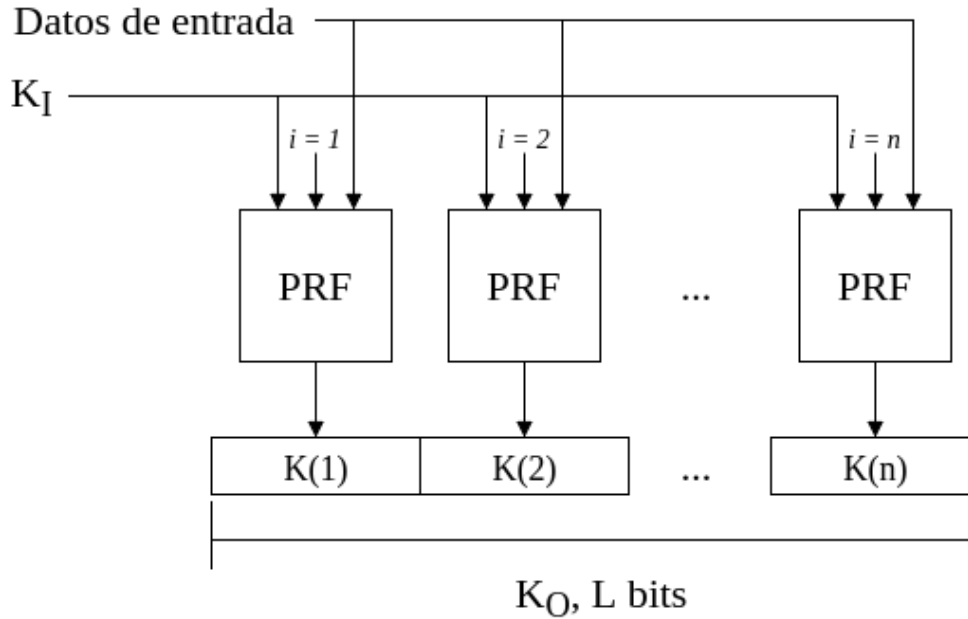 Datos de entrada
K_I
i = 1 i = 2 i = n
PRF PRF ... PRF
K(1) K(2) ... K(n)
K_O, L bits